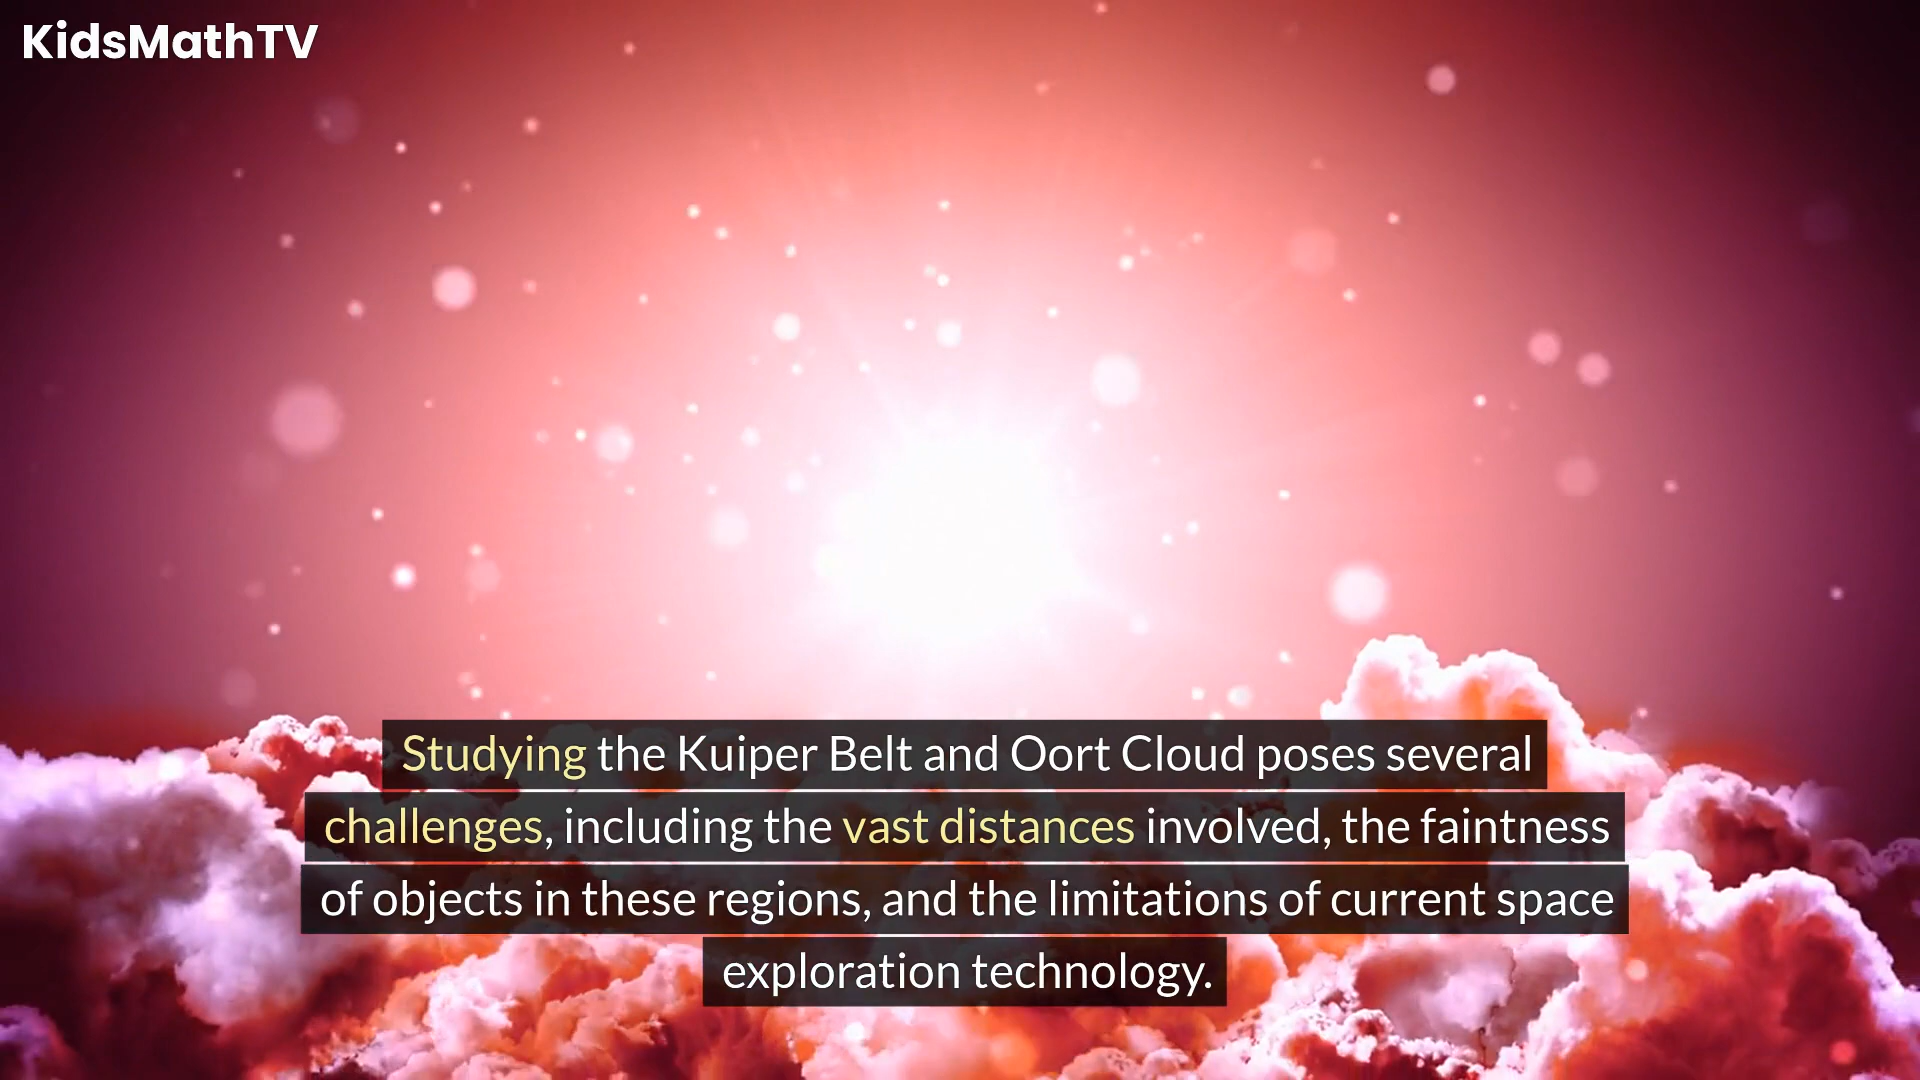 KidsMathTV
Studying the Kuiper Belt and Oort Cloud poses several
challenges, including the vast distances involved, the faintness
of objects in these regions, and the limitations of current space
exploration technology.